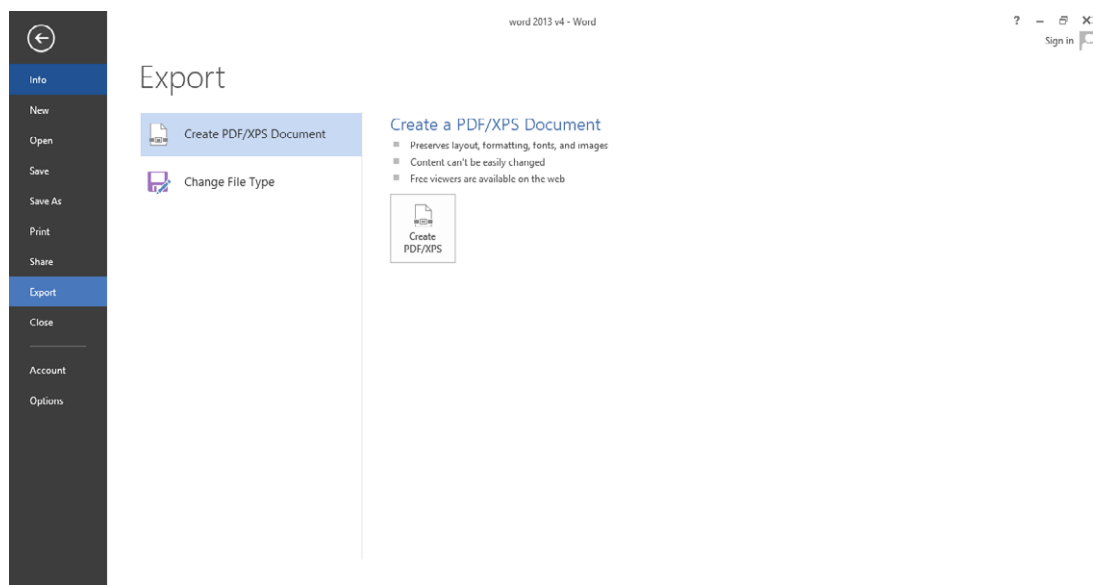 word 2013 v4 - Word
Sign in
Info
New
Open
Save
Save As
Print
Share
Export
Close
Account
Options
Export
Create PDF/XPS Document
Change File Type
Create a PDF/XPS Document
Preserves layout, formatting, fonts, and images
Content can't be easily changed
Free viewers are available on the web
Create
PDF/XPS